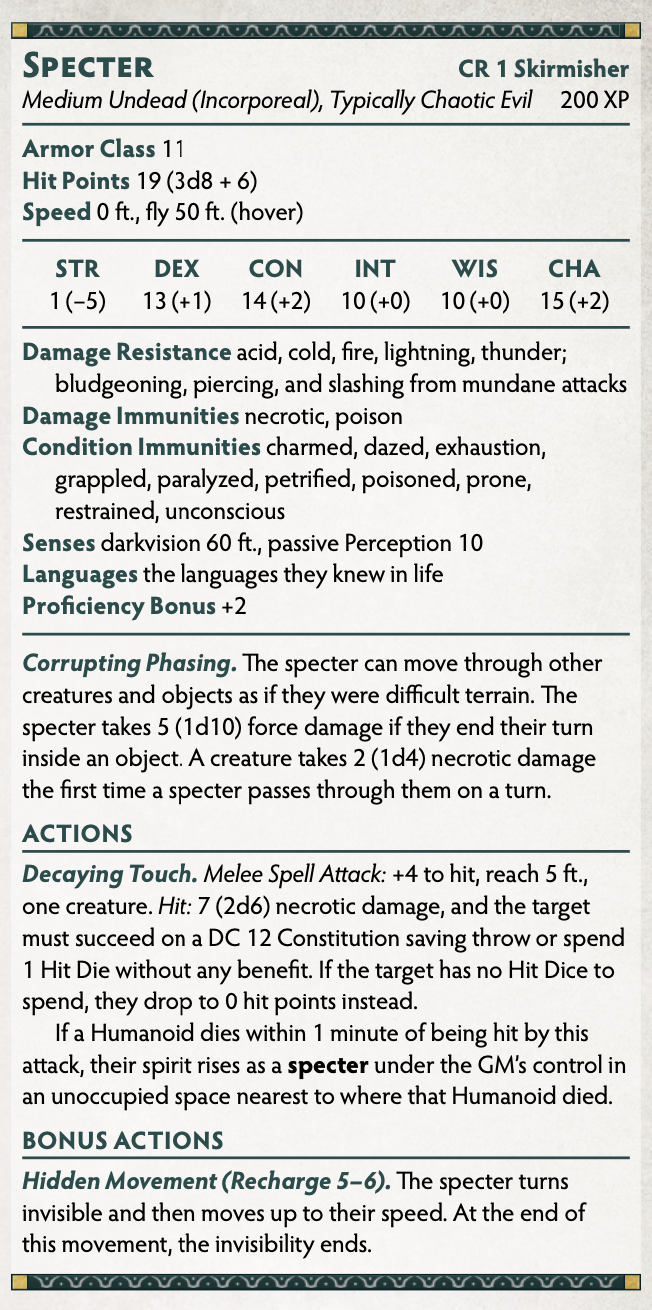 SPECTER CR 1 Skirmisher
Medium Undead (Incorporeal), Typically Chaotic Evil 200 XP
Armor Class 11
Hit Points 19 (3d8 + 6)
Speed 0 ft., fly 50 ft. (hover)
STR DEX CON INT WIS CHA
1 (–5) 13 (+1) 14 (+2) 10 (+0) 10 (+0) 15 (+2)
Damage Resistance acid, cold, fire, lightning, thunder;
bludgeoning, piercing, and slashing from mundane attacks
Damage Immunities necrotic, poison
Condition Immunities charmed, dazed, exhaustion,
grappled, paralyzed, petrified, poisoned, prone,
restrained, unconscious
Senses darkvision 60 ft., passive Perception 10
Languages the languages they knew in life
Proficiency Bonus +2
Corrupting Phasing. The specter can move through other
creatures and objects as if they were difficult terrain. The
specter takes 5 (1d10) force damage if they end their turn
inside an object. A creature takes 2 (1d4) necrotic damage
the first time a specter passes through them on a turn.
ACTIONS
Decaying Touch. Melee Spell Attack: +4 to hit, reach 5 ft.,
one creature. Hit: 7 (2d6) necrotic damage, and the target
must succeed on a DC 12 Constitution saving throw or spend
1 Hit Die without any benefit. If the target has no Hit Dice to
spend, they drop to 0 hit points instead.
If a Humanoid dies within 1 minute of being hit by this
attack, their spirit rises as a specter under the GM's control in
an unoccupied space nearest to where that Humanoid died.
BONUS ACTIONS
Hidden Movement (Recharge 5–6). The specter turns
invisible and then moves up to their speed. At the end of
this movement, the invisibility ends.